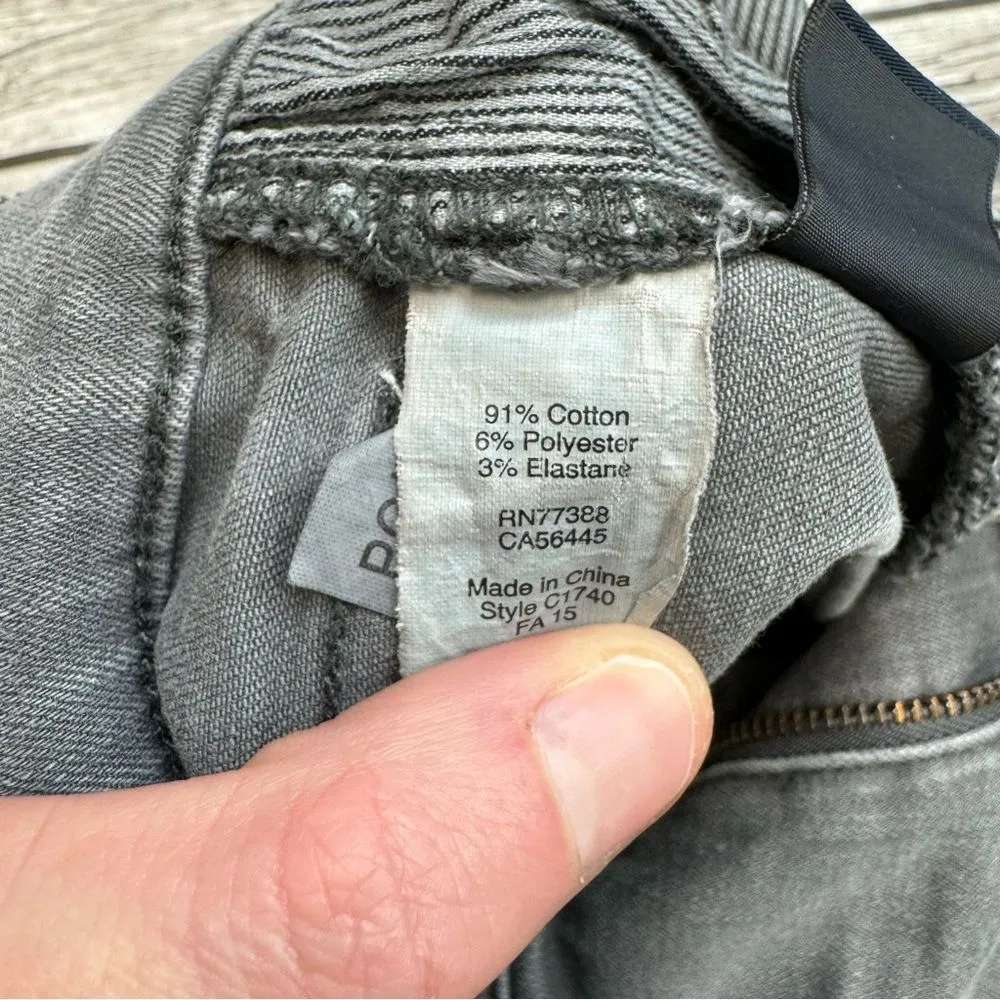 91% Cotton
6% Polyester
3% Elastane
RN77388
CA56445
Made in China
Style C1740
FA 15